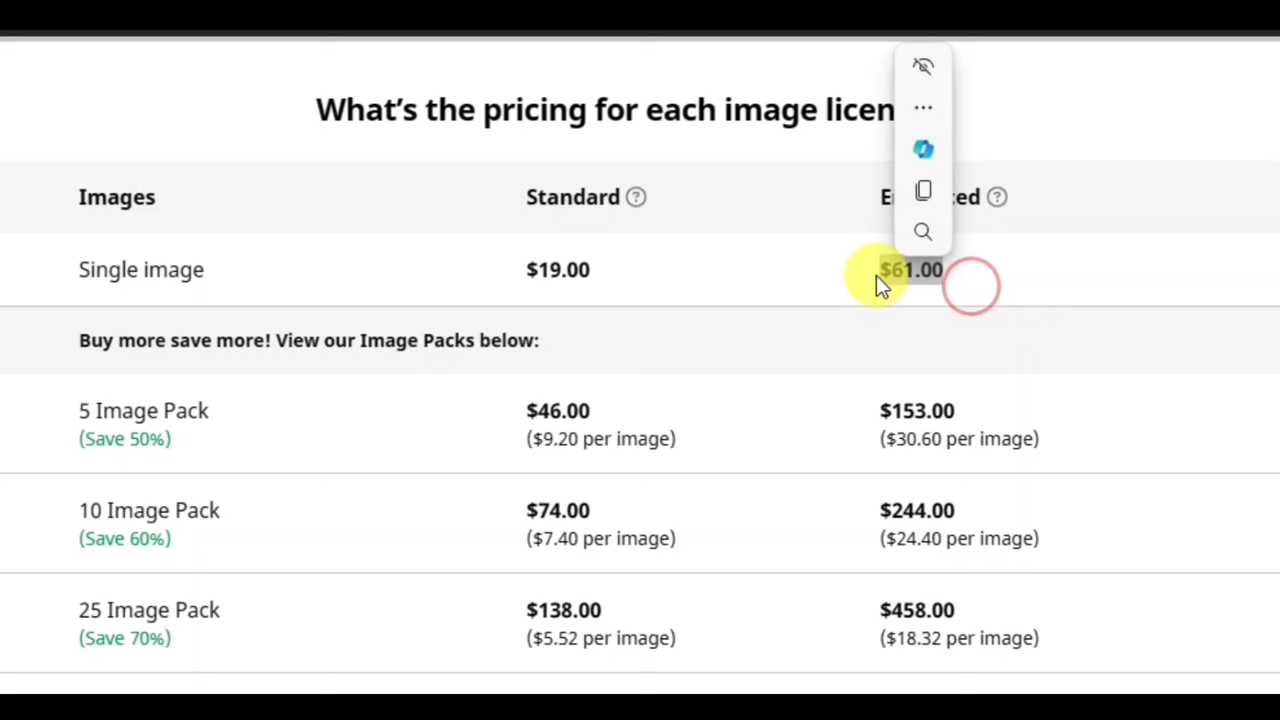 What's the pricing for each image licen
Images Standard ? E ed ?
Single image $19.00 $61.00
Buy more save more! View our Image Packs below:
5 Image Pack $46.00 $153.00
(Save 50%) ($9.20 per image) ($30.60 per image)
10 Image Pack $74.00 $244.00
(Save 60%) ($7.40 per image) ($24.40 per image)
25 Image Pack $138.00 $458.00
(Save 70%) ($5.52 per image) ($18.32 per image)